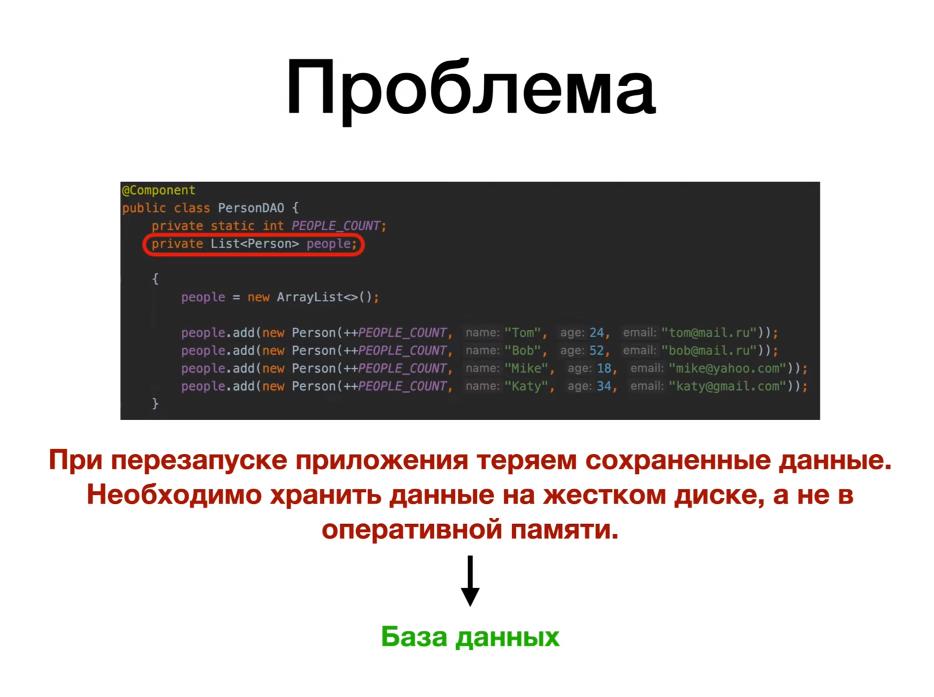 Проблема
@Component
public class PersonDAO {
private static int PEOPLE_COUNT;
private List<Person> people;
{
people = new ArrayList<>();
people.add(new Person(++PEOPLE_COUNT, name: "Tom", age: 24, email: "tom@mail.ru"));
people.add(new Person(++PEOPLE_COUNT, name: "Bob", age: 52, email: "bob@mail.ru"));
people.add(new Person(++PEOPLE_COUNT, name: "Mike", age: 18, email: "mike@yahoo.com"));
people.add(new Person(++PEOPLE_COUNT, name: "Katy", age: 34, email: "katy@gmail.com"));
}
При перезапуске приложения теряем сохраненные данные.
Необходимо хранить данные на жестком диске, а не в
оперативной памяти.
База данных